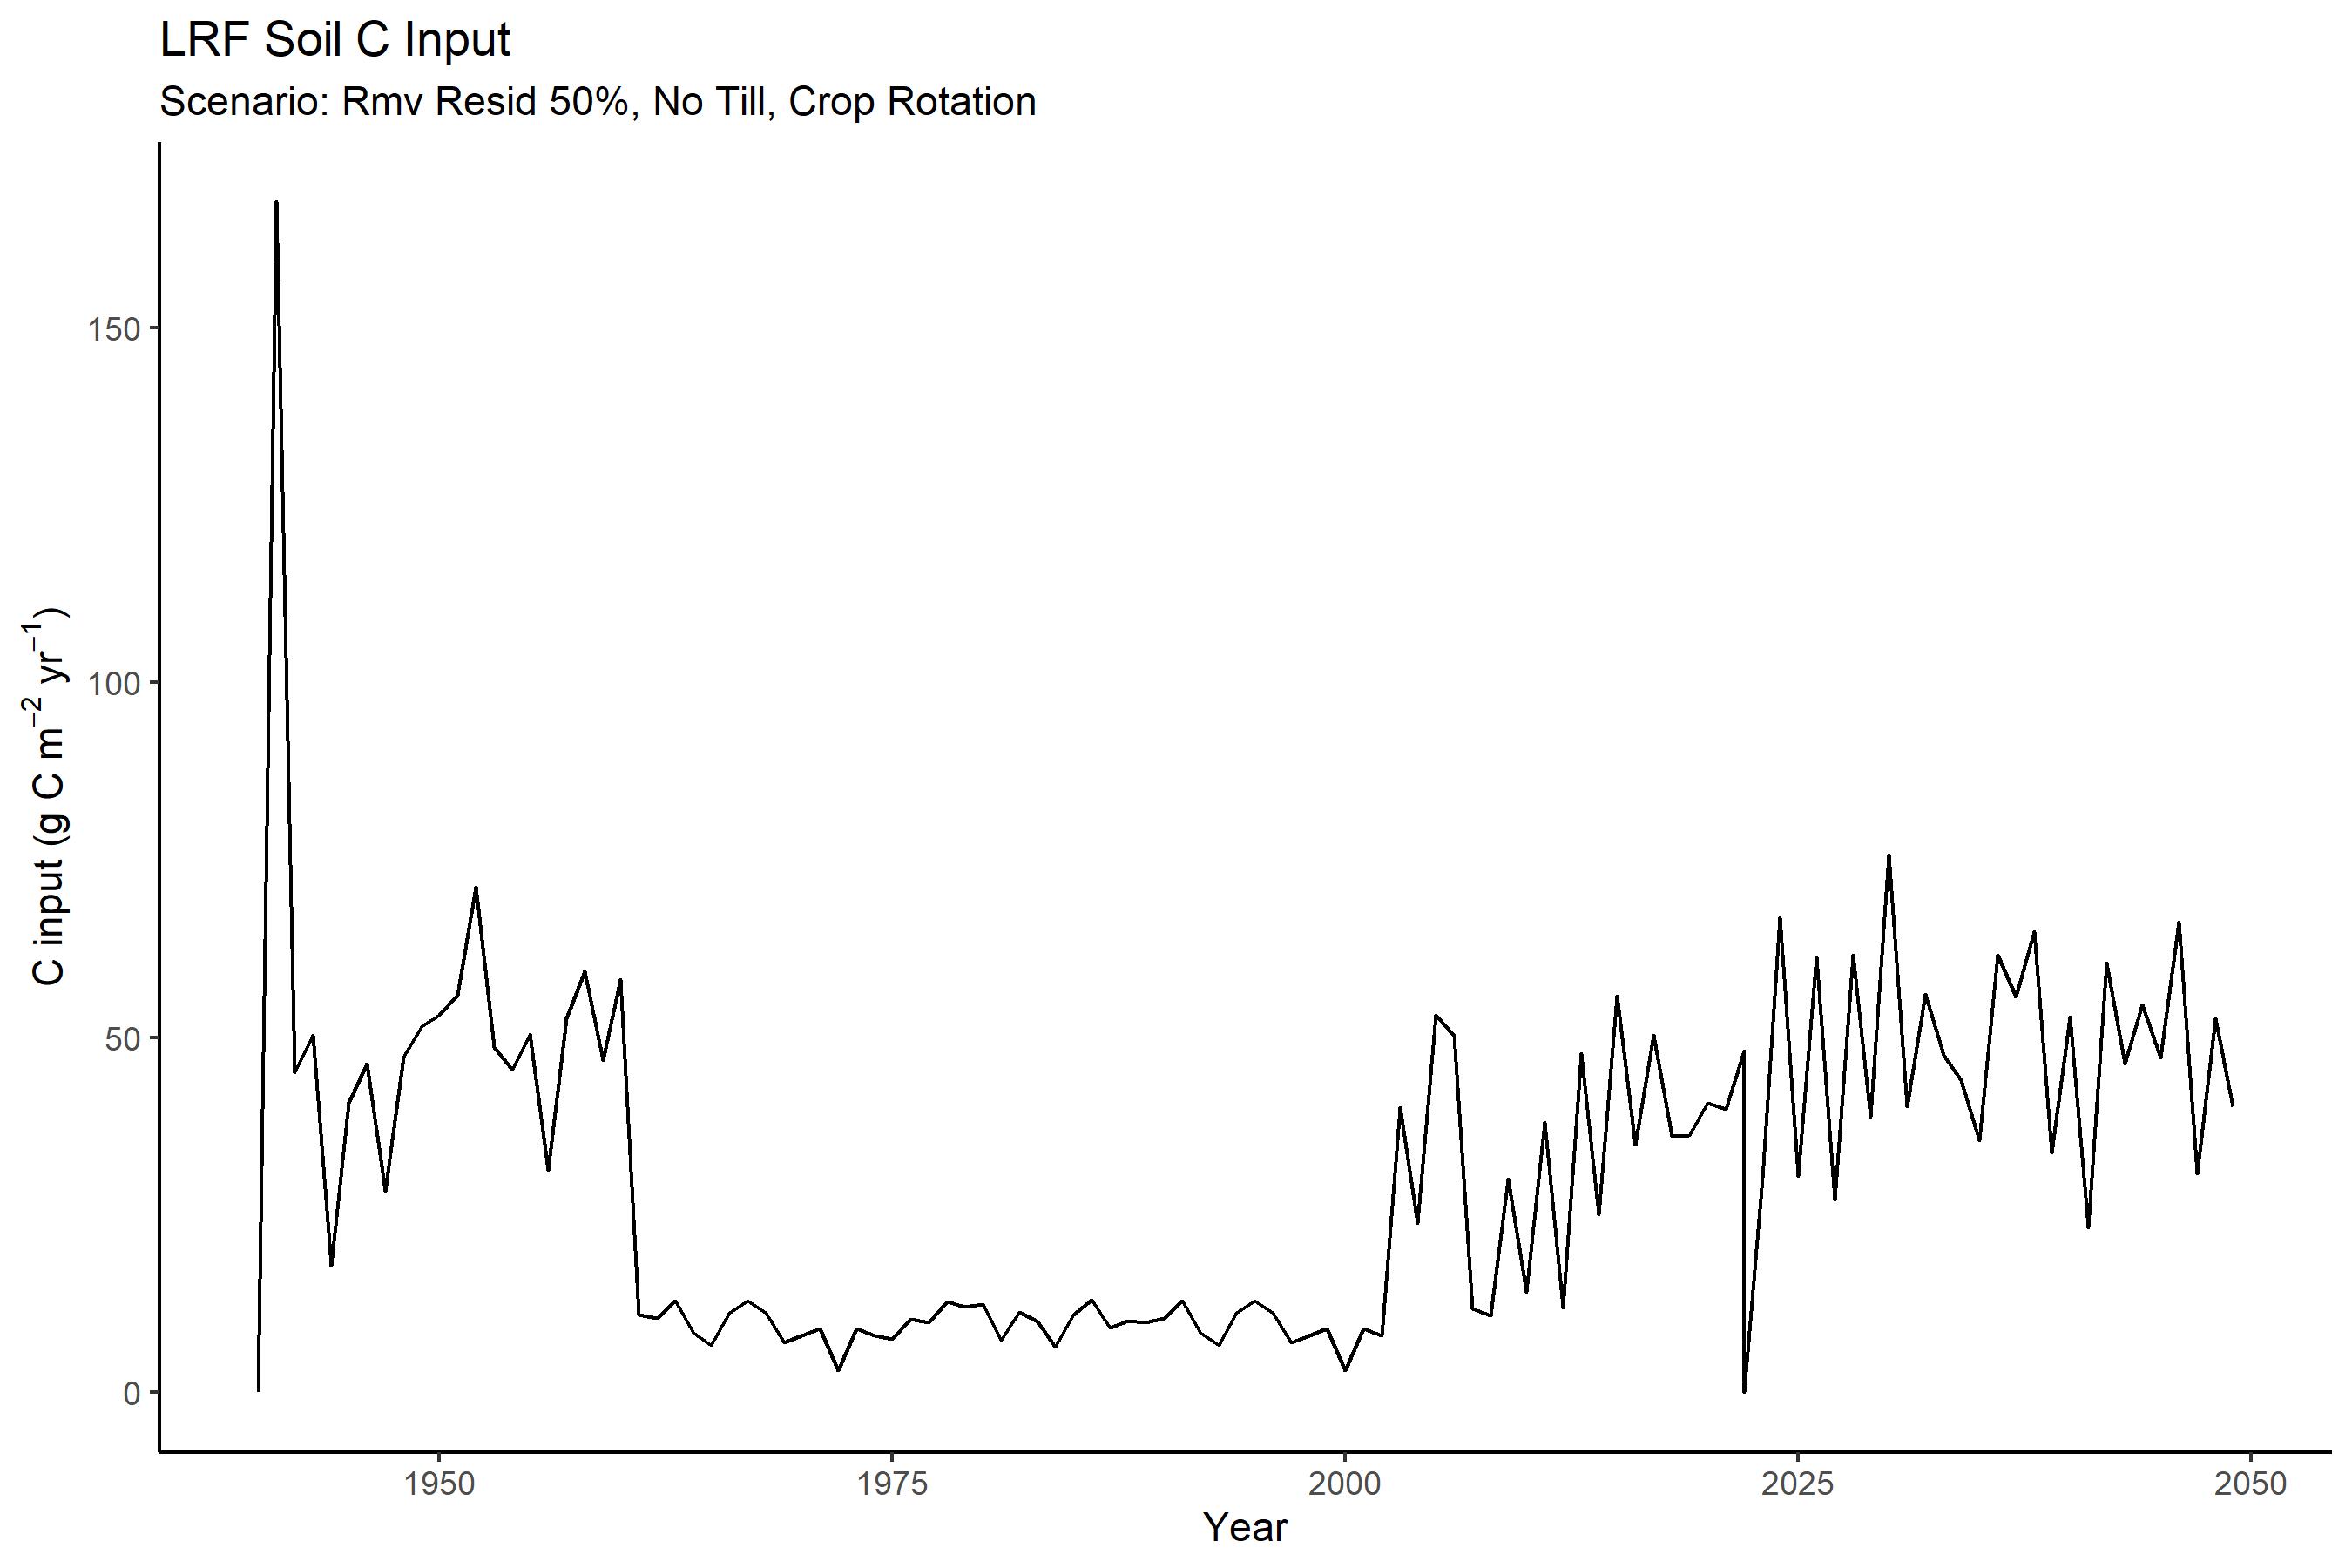 LRF Soil C Input
Scenario: Rmv Resid 50%, No Till, Crop Rotation
C input (g C m⁻² yr⁻¹)
150
100
50
0
1950 1975 2000 2025 2050
Year